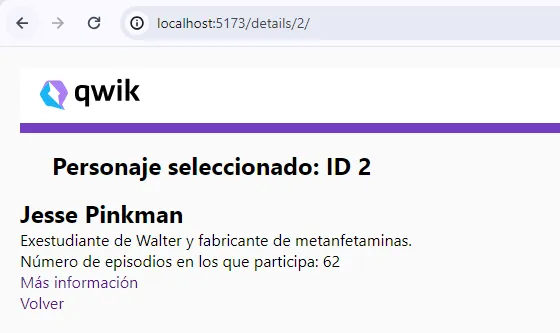 localhost:5173/details/2/
qwik
Personaje seleccionado: ID 2
Jesse Pinkman
Exestudiante de Walter y fabricante de metanfetaminas.
Número de episodios en los que participa: 62
Más información
Volver